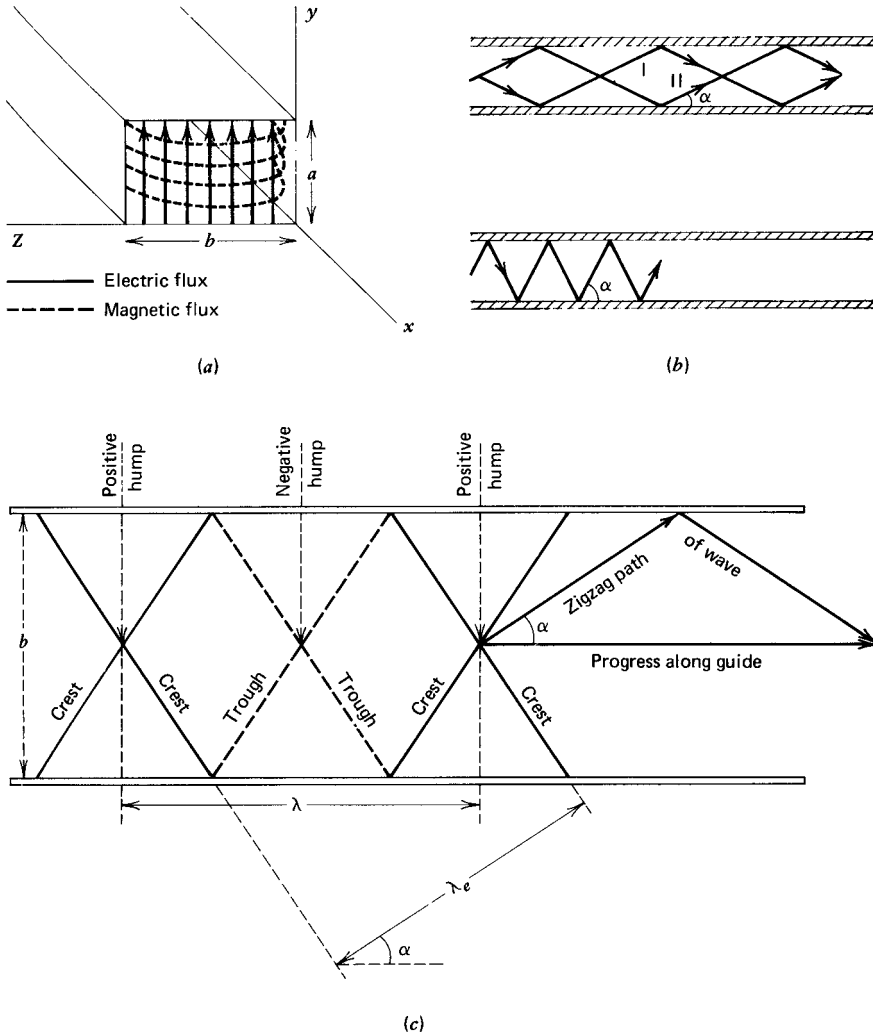 y
a
Z
b
Electric flux
Magnetic flux
x
(a)
I
II
α
α
(b)
Positive
hump
Negative
hump
Positive
hump
b
Crest
Crest
Trough
Trough
Crest
Crest
Zigzag path
of wave
α
Progress along guide
λ
λe
α
(c)